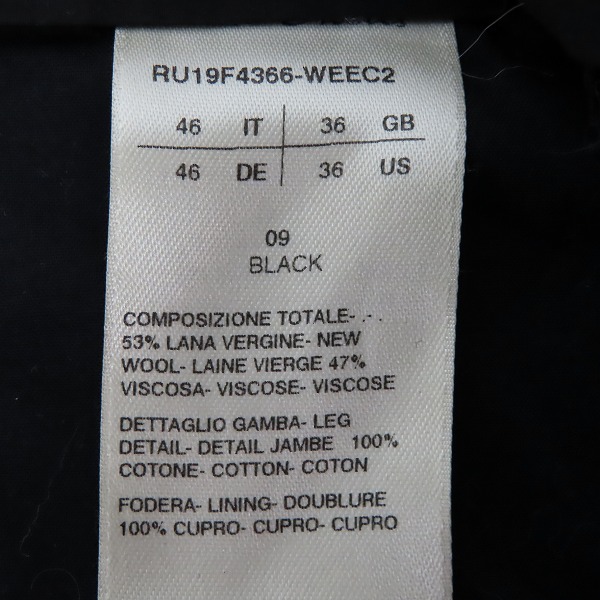 RU19F4366-WEEC2
46 IT 36 GB
46 DE 36 US
09
BLACK
COMPOSIZIONE TOTALE- .- .
53% LANA VERGINE- NEW
WOOL- LAINE VIERGE 47%
VISCOSA- VISCOSE- VISCOSE
DETTAGLIO GAMBA- LEG
DETAIL- DETAIL JAMBE 100%
COTONE- COTTON- COTON
FODERA- LINING- DOUBLURE
100% CUPRO- CUPRO- CUPRO